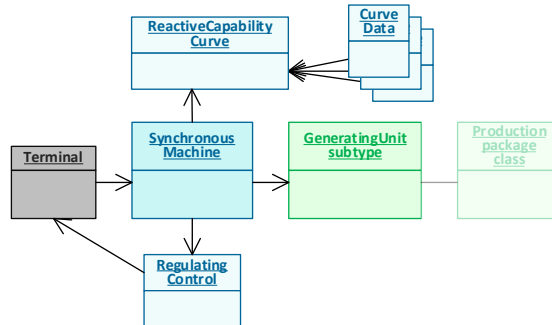 ReactiveCapability
Curve
Curve
Data
Synchronous
Machine
GeneratingUnit
subtype
Production
package
class
Terminal
Regulating
Control